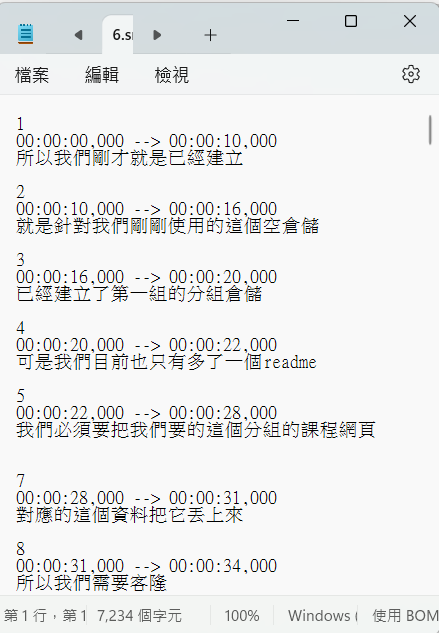 6.sr
檔案 編輯 檢視
1
00:00:00,000 --> 00:00:10,000
所以我們剛才就是已經建立
2
00:00:10,000 --> 00:00:16,000
就是針對我們剛剛使用的這個空倉儲
3
00:00:16,000 --> 00:00:20,000
已經建立了第一組的分組倉儲
4
00:00:20,000 --> 00:00:22,000
可是我們目前也只有多了一個readme
5
00:00:22,000 --> 00:00:28,000
我們必須要把我們要的這個分組的課程網頁
7
00:00:28,000 --> 00:00:31,000
對應的這個資料把它丟上來
8
00:00:31,000 --> 00:00:34,000
所以我們需要客隆
第 1 行，第 1 7,234 個字元 100% Windows ( 使用 BOM